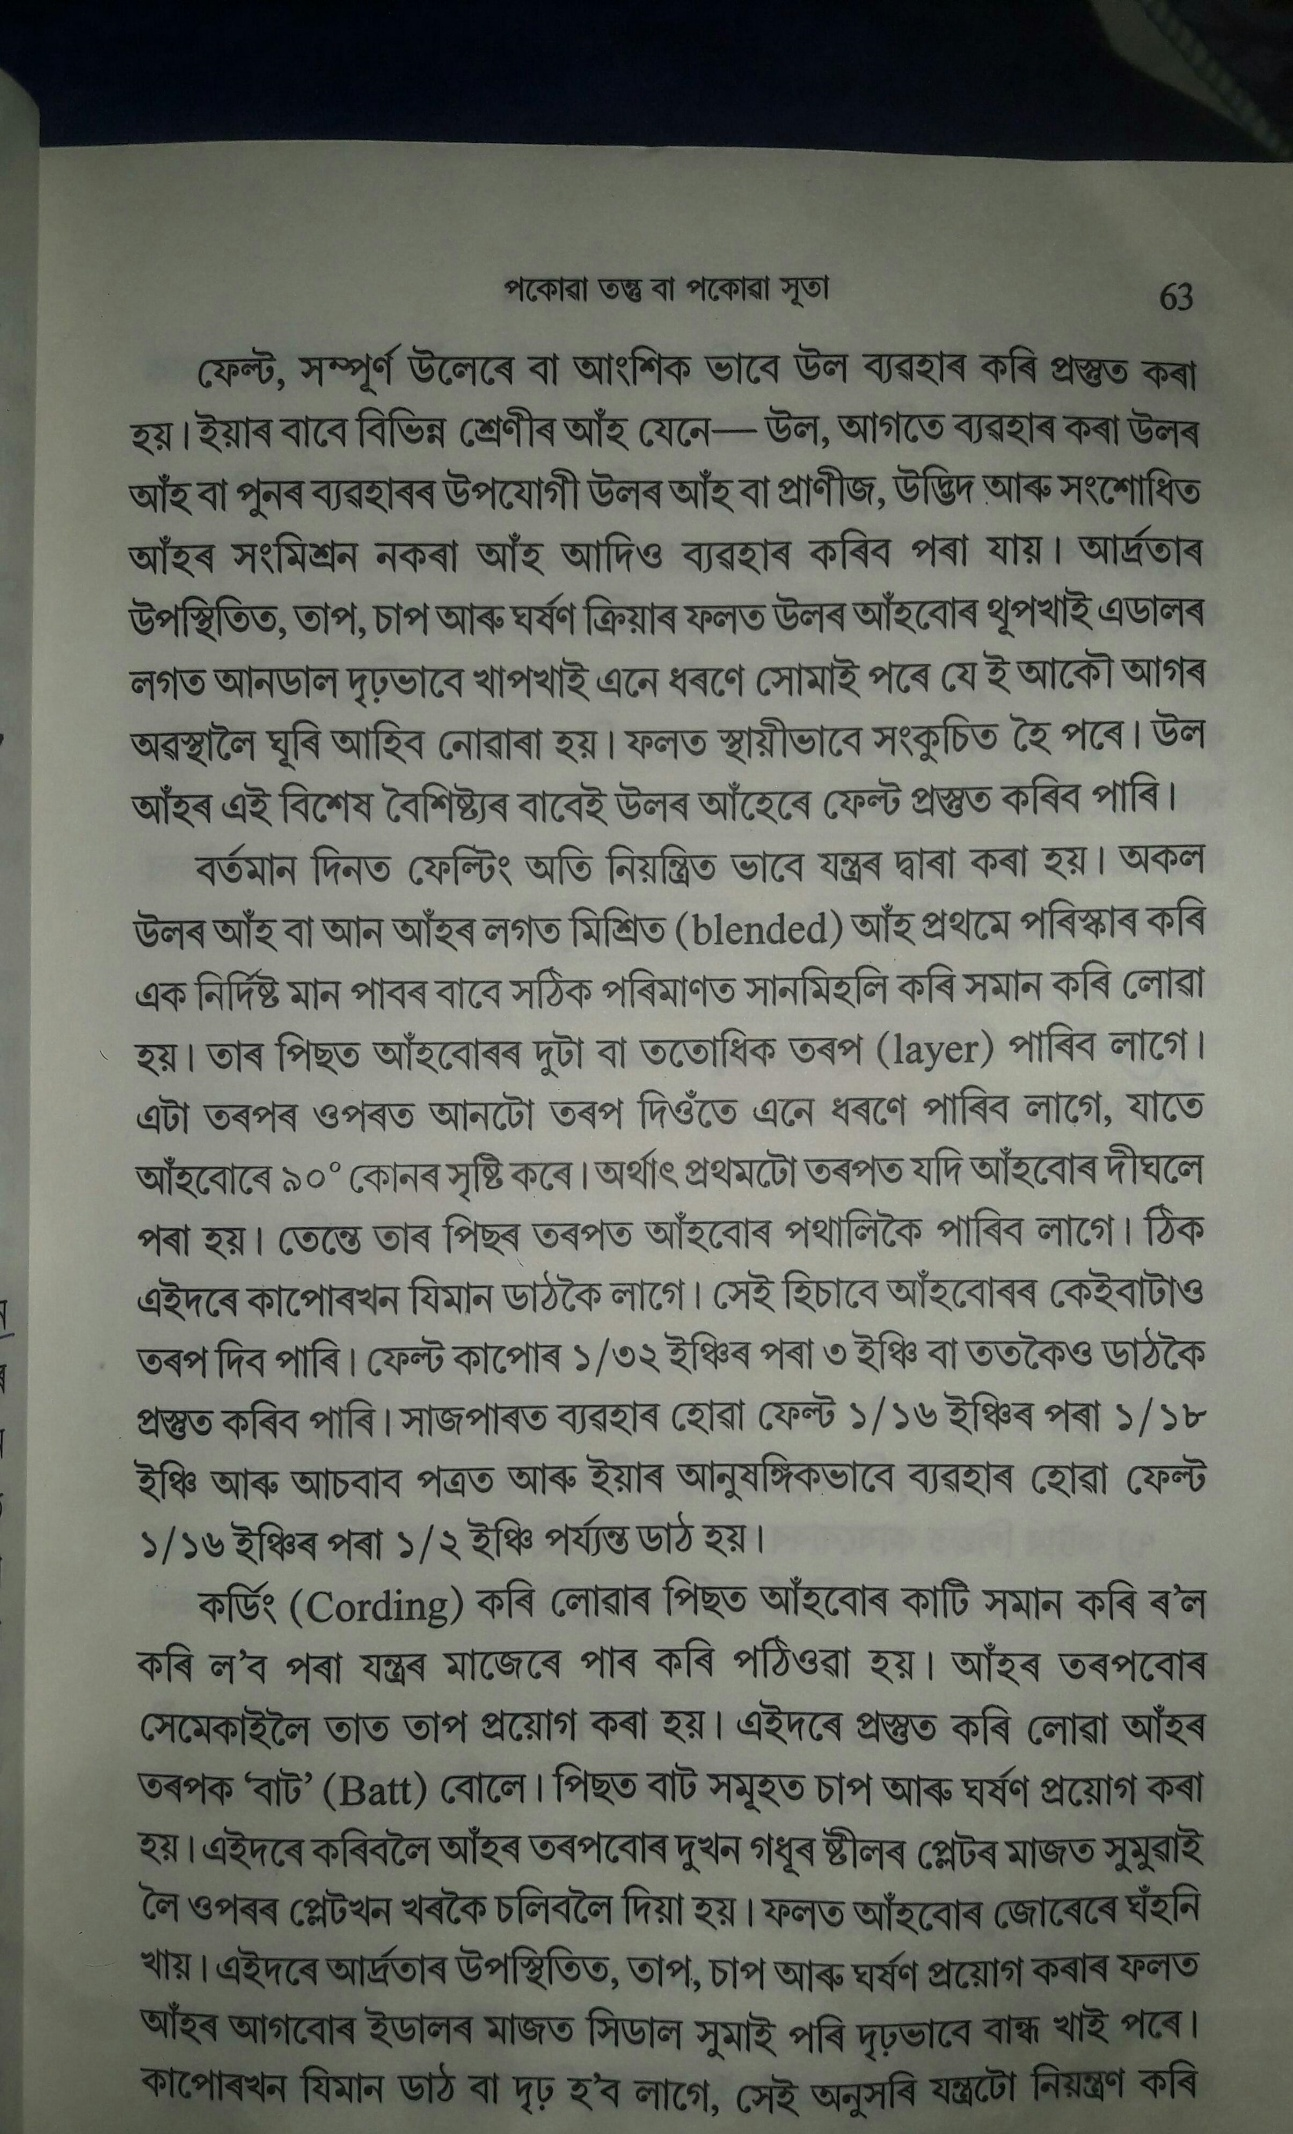 পকোৱা তন্তু বা পকোৱা সূতা
63
ফেল্ট, সম্পূৰ্ণ উলেৰে বা আংশিক ভাবে উল ব্যৱহাৰ কৰি প্ৰস্তুত কৰা
হয়। ইয়াৰ বাবে বিভিন্ন শ্ৰেণীৰ আঁহ যেনে— উল, আগতে ব্যৱহাৰ কৰা উলৰ
আঁহ বা পুনৰ ব্যৱহাৰৰ উপযোগী উলৰ আঁহ বা প্ৰাণীজ, উদ্ভিদ আৰু সংশোধিত
আঁহৰ সংমিশ্ৰন নকৰা আঁহ আদিও ব্যৱহাৰ কৰিব পৰা যায়। আৰ্দ্ৰতাৰ
উপস্থিতিত, তাপ, চাপ আৰু ঘৰ্ষণ ক্ৰিয়াৰ ফলত উলৰ আঁহবোৰ থূপখাই এডালৰ
লগত আনডাল দৃঢ়ভাবে খাপখাই এনে ধৰণে সোমাই পৰে যে ই আকৌ আগৰ
অৱস্থালৈ ঘূৰি আহিব নোৱাৰা হয়। ফলত স্থায়ীভাবে সংকুচিত হৈ পৰে। উল
আঁহৰ এই বিশেষ বৈশিষ্ট্যৰ বাবেই উলৰ আঁহেৰে ফেল্ট প্ৰস্তুত কৰিব পাৰি।
বৰ্তমান দিনত ফেল্টিং অতি নিয়ন্ত্ৰিত ভাবে যন্ত্ৰৰ দ্বাৰা কৰা হয়। অকল
উলৰ আঁহ বা আন আঁহৰ লগত মিশ্ৰিত (blended) আঁহ প্ৰথমে পৰিস্কাৰ কৰি
এক নিৰ্দিষ্ট মান পাবৰ বাবে সঠিক পৰিমাণত সানমিহলি কৰি সমান কৰি লোৱা
হয়। তাৰ পিছত আঁহবোৰৰ দুটা বা ততোধিক তৰপ (layer) পাৰিব লাগে।
এটা তৰপৰ ওপৰত আনটো তৰপ দিওঁতে এনে ধৰণে পাৰিব লাগে, যাতে
আঁহবোৰে ৯০° কোনৰ সৃষ্টি কৰে। অৰ্থাৎ প্ৰথমটো তৰপত যদি আঁহবোৰ দীঘলে
পৰা হয়। তেন্তে তাৰ পিছৰ তৰপত আঁহবোৰ পথালিকৈ পাৰিব লাগে। ঠিক
এইদৰে কাপোৰখন যিমান ডাঠকৈ লাগে। সেই হিচাবে আঁহবোৰৰ কেইবাটাও
তৰপ দিব পাৰি। ফেল্ট কাপোৰ ১/৩২ ইঞ্চিৰ পৰা ৩ ইঞ্চি বা ততকৈও ডাঠকৈ
প্ৰস্তুত কৰিব পাৰি। সাজপাৰত ব্যৱহাৰ হোৱা ফেল্ট ১/১৬ ইঞ্চিৰ পৰা ১/১৮
ইঞ্চি আৰু আচবাব পত্ৰত আৰু ইয়াৰ আনুষঙ্গিকভাবে ব্যৱহাৰ হোৱা ফেল্ট
১/১৬ ইঞ্চিৰ পৰা ১/২ ইঞ্চি পৰ্য্যন্ত ডাঠ হয়।
কৰ্ডিং (Cording) কৰি লোৱাৰ পিছত আঁহবোৰ কাটি সমান কৰি ৰ’ল
কৰি ল’ব পৰা যন্ত্ৰৰ মাজেৰে পাৰ কৰি পঠিওৱা হয়। আঁহৰ তৰপবোৰ
সেমেকাইলৈ তাত তাপ প্ৰয়োগ কৰা হয়। এইদৰে প্ৰস্তুত কৰি লোৱা আঁহৰ
তৰপক ‘বাট’ (Batt) বোলে। পিছত বাট সমূহত চাপ আৰু ঘৰ্ষণ প্ৰয়োগ কৰা
হয়। এইদৰে কৰিবলৈ আঁহৰ তৰপবোৰ দুখন গধূৰ ষ্টীলৰ প্লেটৰ মাজত সুমুৱাই
লৈ ওপৰৰ প্লেটখন খৰকৈ চলিবলৈ দিয়া হয়। ফলত আঁহবোৰ জোৰেৰে ঘঁহনি
খায়। এইদৰে আৰ্দ্ৰতাৰ উপস্থিতিত, তাপ, চাপ আৰু ঘৰ্ষণ প্ৰয়োগ কৰাৰ ফলত
আঁহৰ আগবোৰ ইডালৰ মাজত সিডাল সুমাই পৰি দৃঢ়ভাবে বান্ধ খাই পৰে।
কাপোৰখন যিমান ডাঠ বা দৃঢ় হ’ব লাগে, সেই অনুসৰি যন্ত্ৰটো নিয়ন্ত্ৰণ কৰি